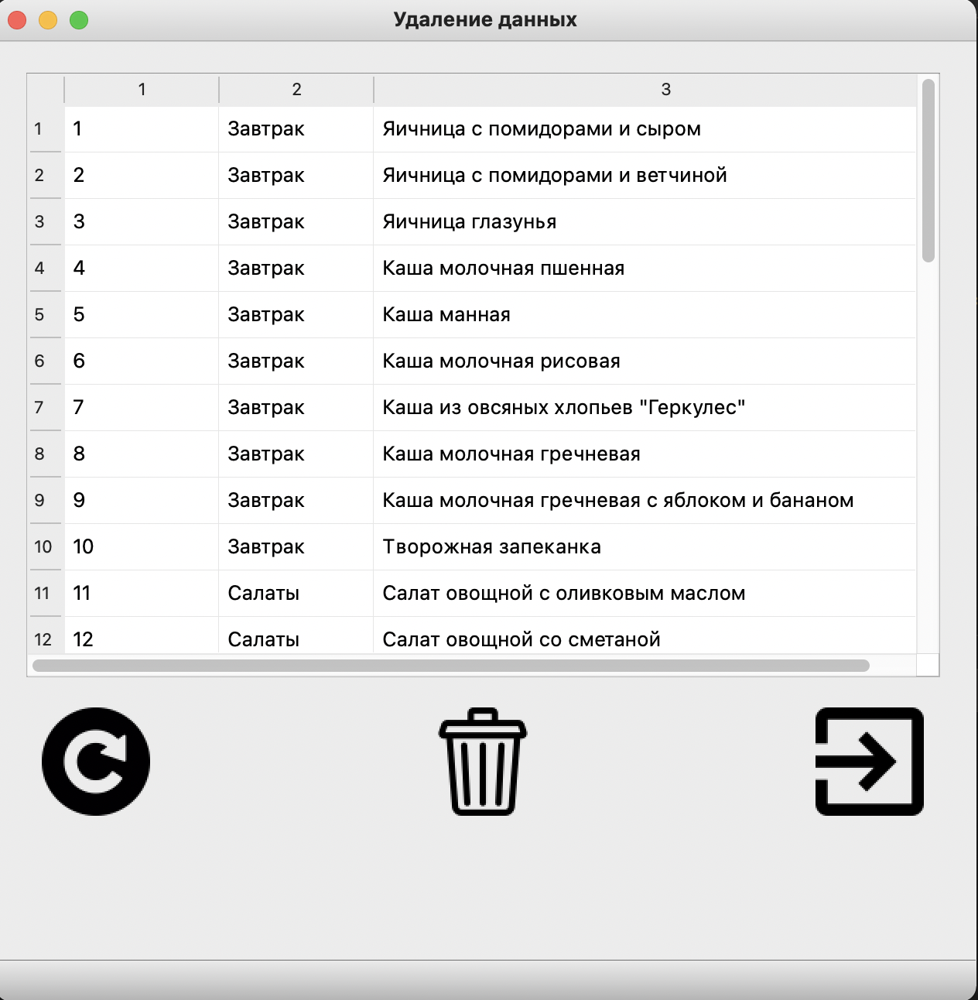 Удаление данных
1 2 3
1 1 Завтрак Яичница с помидорами и сыром
2 2 Завтрак Яичница с помидорами и ветчиной
3 3 Завтрак Яичница глазунья
4 4 Завтрак Каша молочная пшенная
5 5 Завтрак Каша манная
6 6 Завтрак Каша молочная рисовая
7 7 Завтрак Каша из овсяных хлопьев "Геркулес"
8 8 Завтрак Каша молочная гречневая
9 9 Завтрак Каша молочная гречневая с яблоком и бананом
10 10 Завтрак Творожная запеканка
11 11 Салаты Салат овощной с оливковым маслом
12 12 Салаты Салат овощной со сметаной